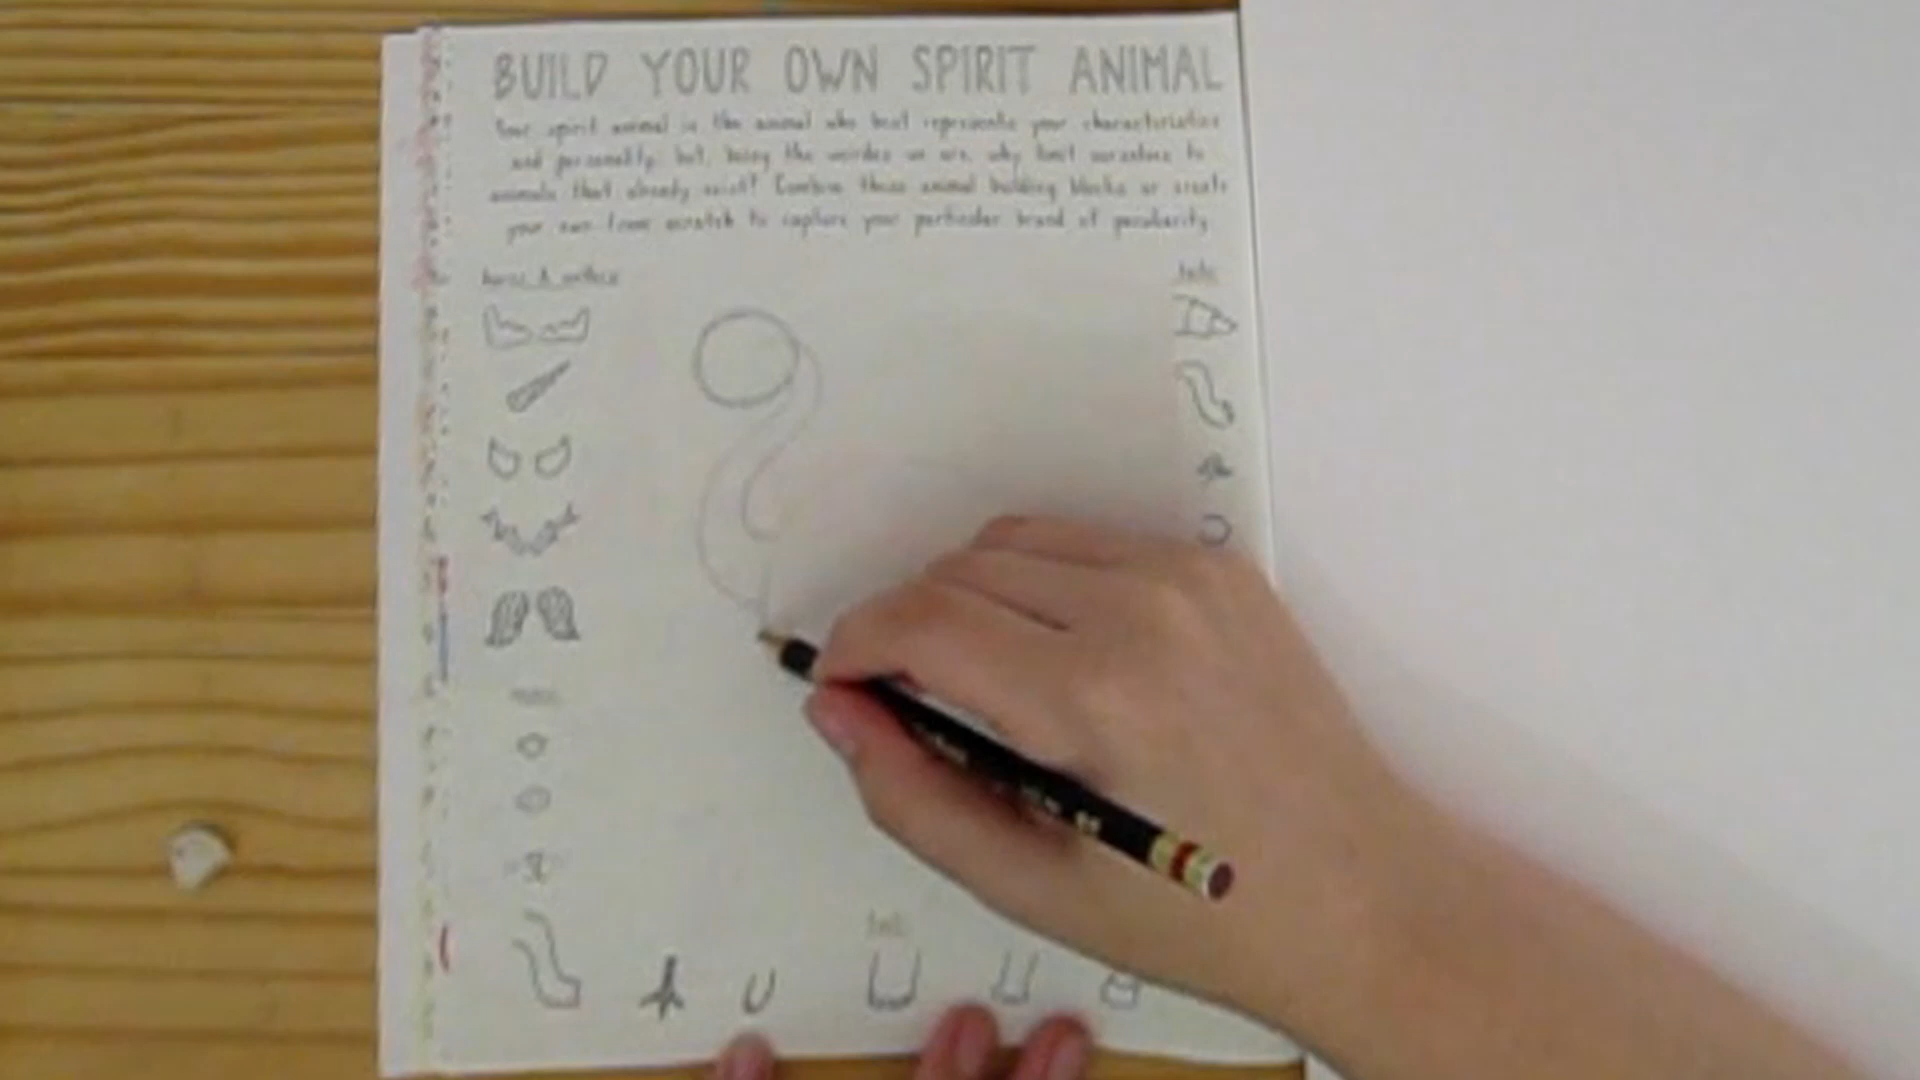 BUILD YOUR OWN SPIRIT ANIMAL
Your spirit animal is the animal who best represents your characteristics
and personality, but, being the weirdos we are, why limit ourselves to
animals that already exist? Combine these animal building blocks or create
your own from scratch to capture your particular brand of peculiarity.
tails
feet